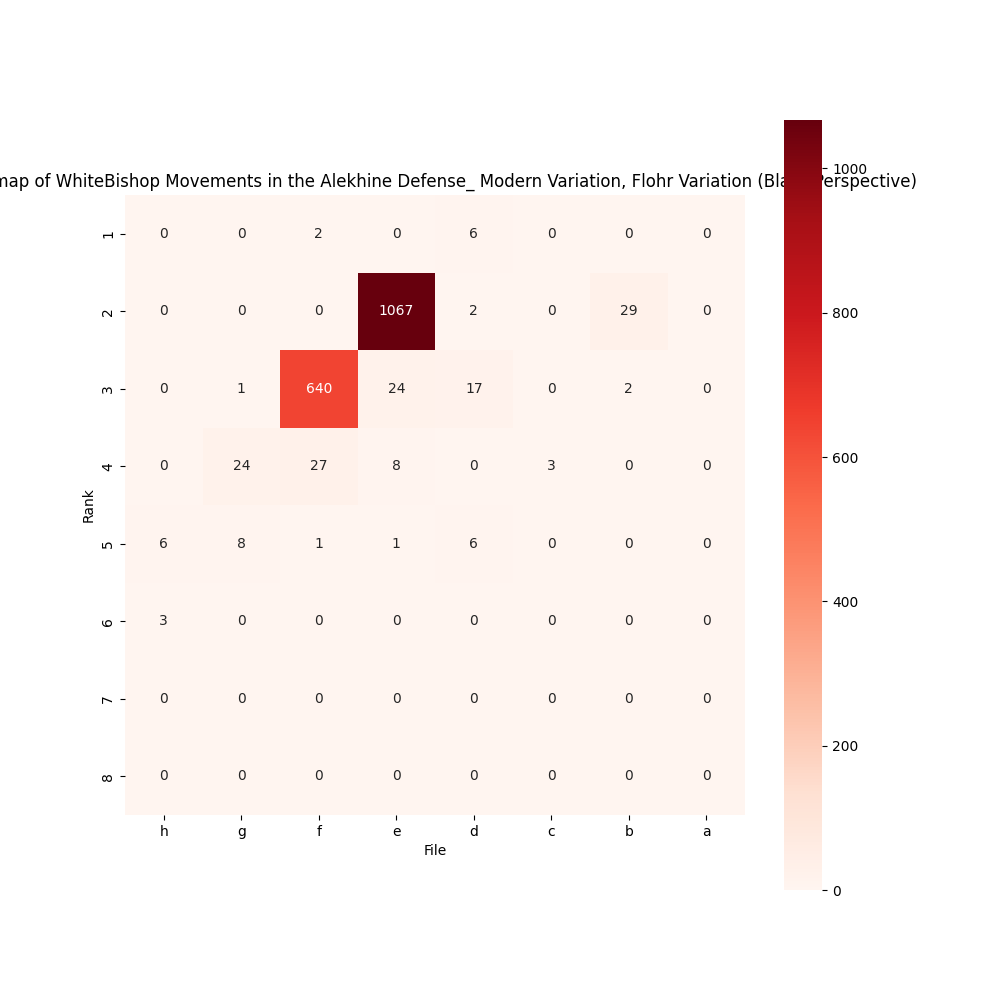 map of WhiteBishop Movements in the Alekhine Defense_ Modern Variation, Flohr Variation (Bla Perspective)
1 0 0 2 0 6 0 0 0
2 0 0 0 1067 2 0 29 0
3 0 1 640 24 17 0 2 0
4 0 24 27 8 0 3 0 0
5 6 8 1 1 6 0 0 0
6 3 0 0 0 0 0 0 0
7 0 0 0 0 0 0 0 0
8 0 0 0 0 0 0 0 0
Rank
h g f e d c b a
File
1000
800
600
400
200
0